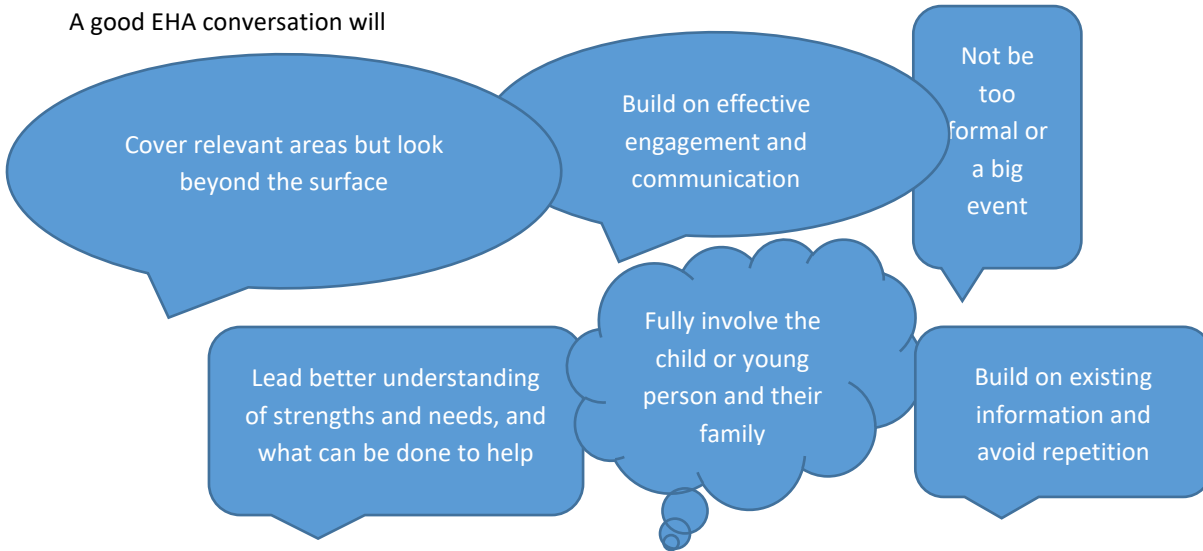 A good EHA conversation will
Cover relevant areas but look
beyond the surface
Build on effective
engagement and
communication
Not be
too
formal or
a big
event
Lead better understanding
of strengths and needs, and
what can be done to help
Fully involve the
child or young
person and their
family
Build on existing
information and
avoid repetition